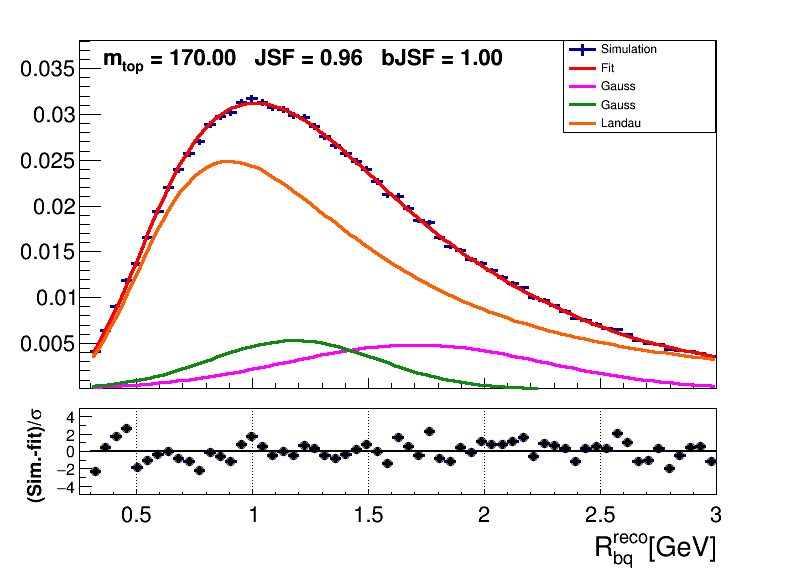 m_top = 170.00 JSF = 0.96 bJSF = 1.00
Simulation
Fit
Gauss
Gauss
Landau
0.035
0.03
0.025
0.02
0.015
0.01
0.005
(Sim.-fit)/σ
4
2
0
−2
−4
0.5 1 1.5 2 2.5 3
R_bq^reco[GeV]